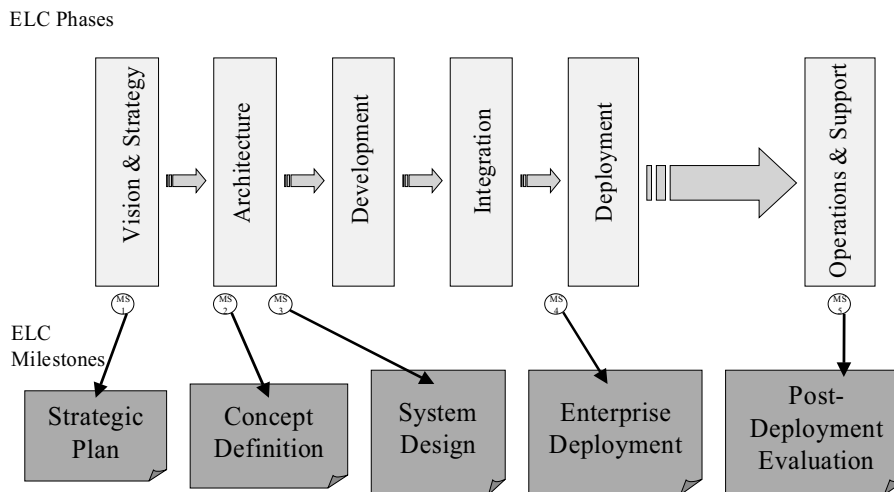 ELC Phases
Vision & Strategy
Architecture
Development
Integration
Deployment
Operations & Support
MS
1
MS
2
MS
3
MS
4
MS
5
ELC
Milestones
Strategic
Plan
Concept
Definition
System
Design
Enterprise
Deployment
Post-
Deployment
Evaluation